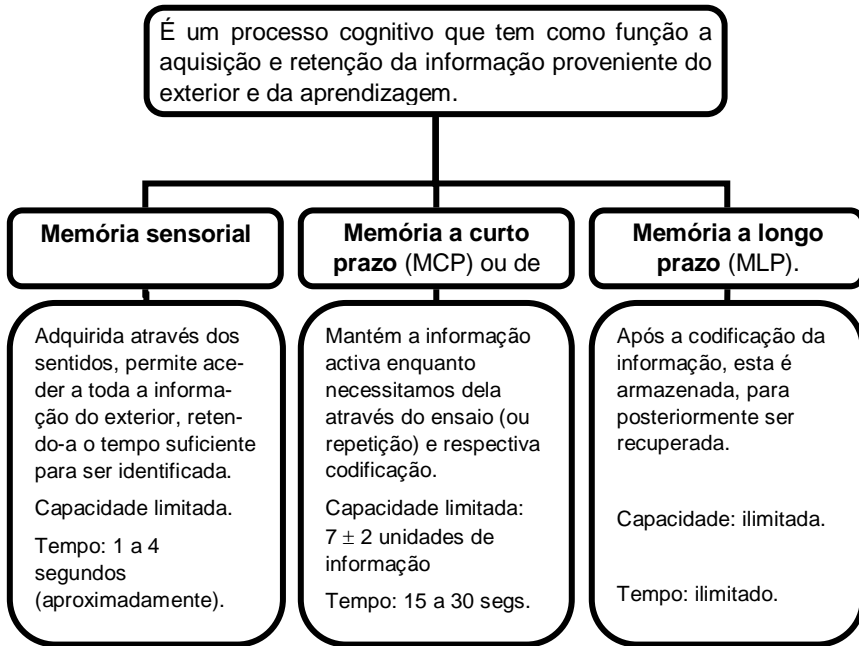 É um processo cognitivo que tem como função a
aquisição e retenção da informação proveniente do
exterior e da aprendizagem.
Memória sensorial
Memória a curto
prazo (MCP) ou de
Memória a longo
prazo (MLP).
Adquirida através dos
sentidos, permite ace-
der a toda a informa-
ção do exterior, reten-
do-a o tempo suficiente
para ser identificada.
Capacidade limitada.
Tempo: 1 a 4
segundos
(aproximadamente).
Mantém a informação
activa enquanto
necessitamos dela
através do ensaio (ou
repetição) e respectiva
codificação.
Capacidade limitada:
7 ± 2 unidades de
informação
Tempo: 15 a 30 segs.
Após a codificação da
informação, esta é
armazenada, para
posteriormente ser
recuperada.
Capacidade: ilimitada.
Tempo: ilimitado.